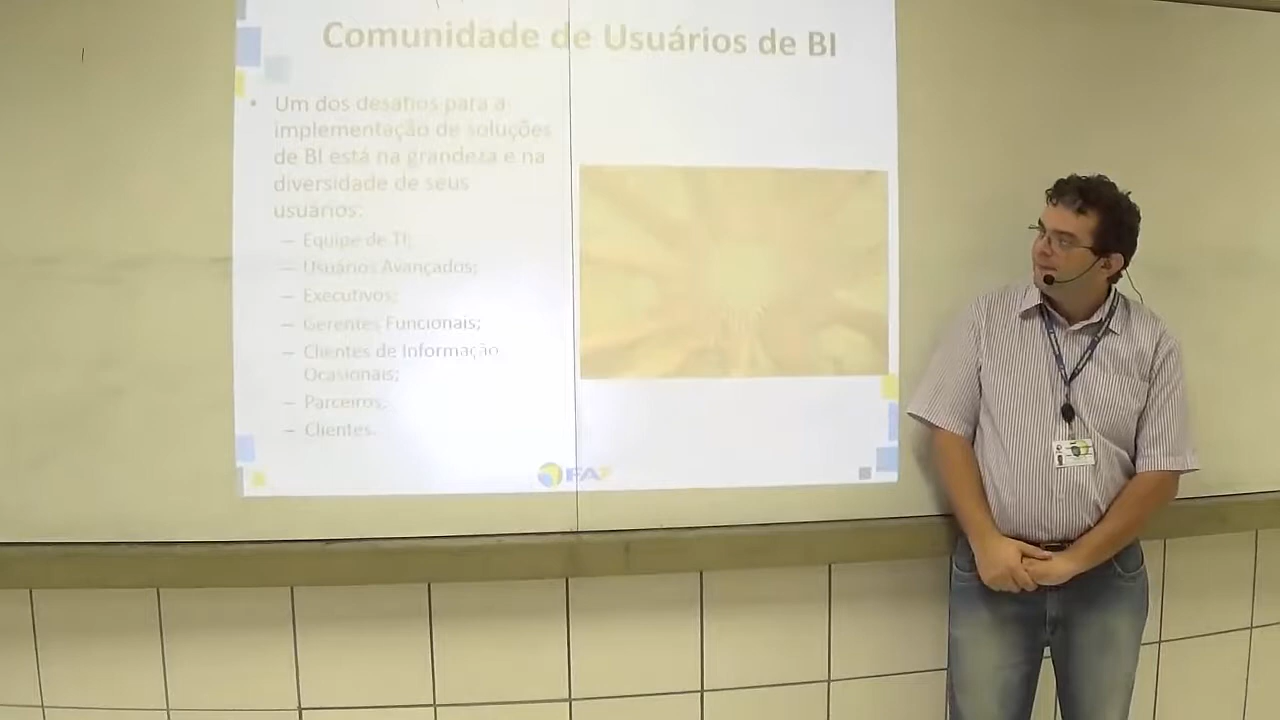 Comunidade de Usuários de BI
• Um dos desafios para a
implementação de soluções
de BI está na grandeza e na
diversidade de seus
usuários:
– Equipe de TI;
– Usuários Avançados;
– Executivos;
– Gerentes Funcionais;
– Clientes de Informação
Ocasionais;
– Parceiros;
– Clientes.
FA7